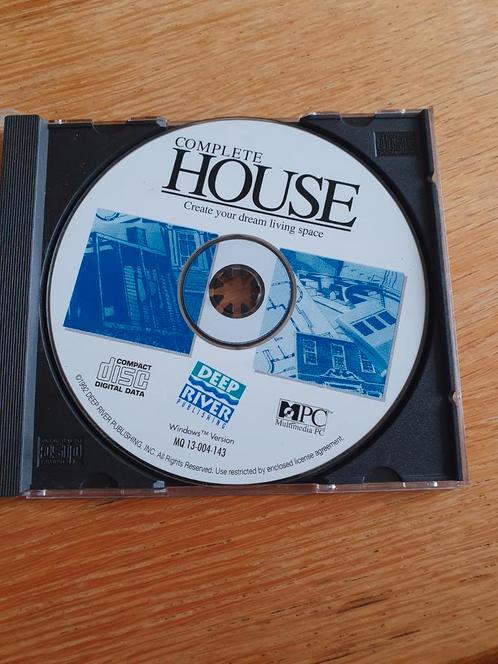 COMPLETE
HOUSE
Create your dream living space
COMPACT
disc
DIGITAL DATA
DEEP
RIVER
PUBLISHING
MPC
Multimedia PC™
Windows™ Version
MQ 13-004-143
©1992 DEEP RIVER PUBLISHING, INC. All Rights Reserved. Use restricted by enclosed license agreement.